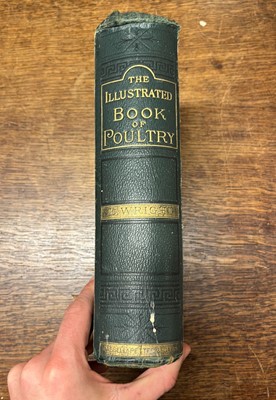 THE
ILLUSTRATED
BOOK
OF
POULTRY
L. WRIGHT